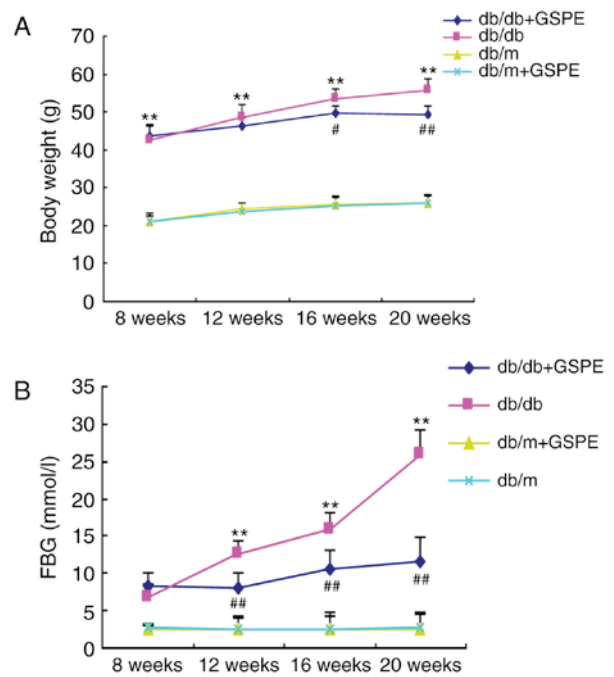 A
db/db+GSPE
db/db
db/m
db/m+GSPE
Body weight (g)
70
60
50
40
30
20
10
0
** ** ** **
# ##
8 weeks 12 weeks 16 weeks 20 weeks
B
db/db+GSPE
db/db
db/m+GSPE
db/m
FBG (mmol/l)
35
30
25
20
15
10
5
0
**
**
**
## ## ##
8 weeks 12 weeks 16 weeks 20 weeks